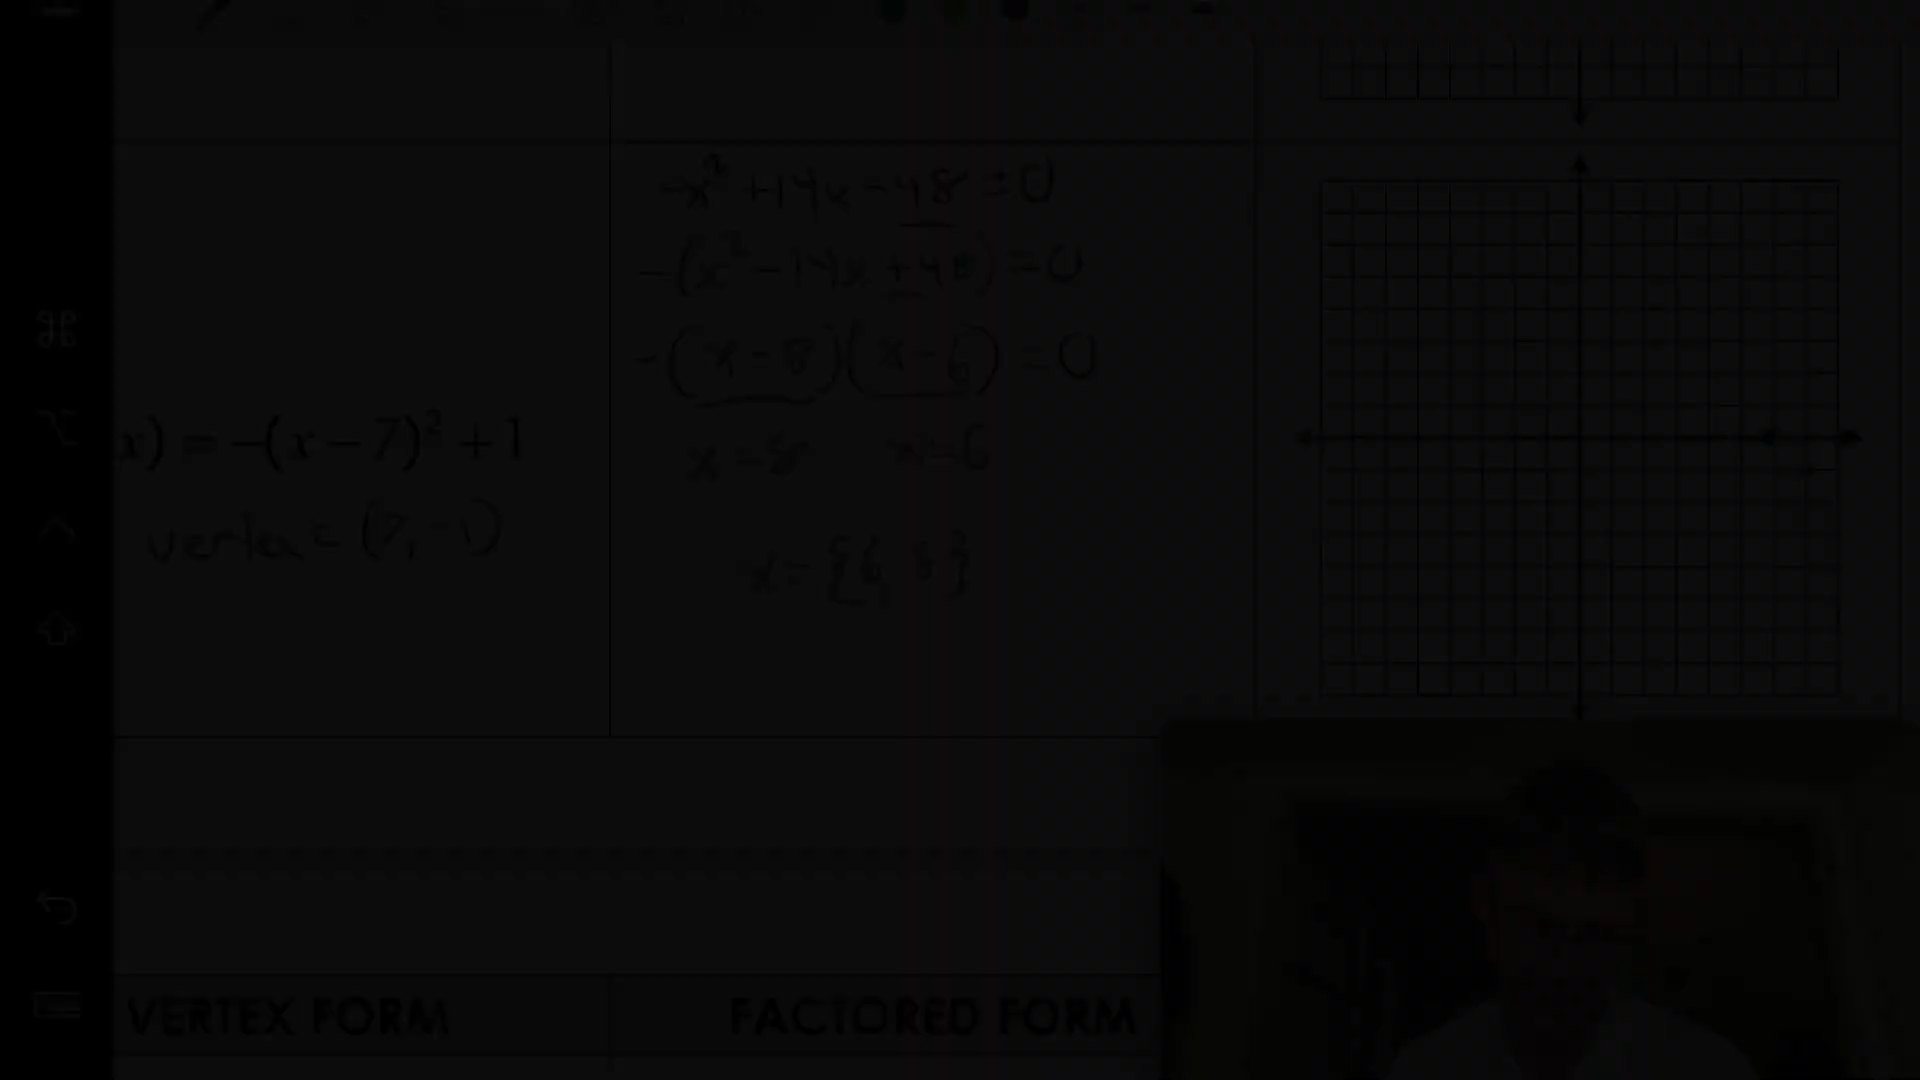 x) = -(x - 7)² + 1
vertex = (7, 1)
-x² + 14x - 48 = 0
-(x² - 14x + 48) = 0
-(x - 8)(x - 6) = 0
x = 8 x = 6
x = {6, 8}
VERTEX FORM
FACTORED FORM